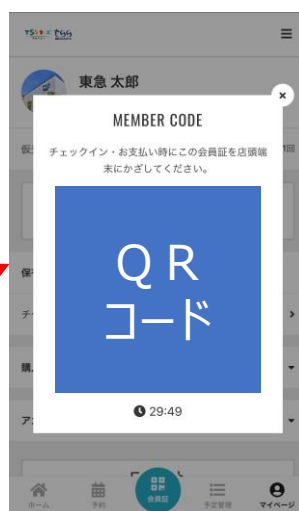 東急 太郎
MEMBER CODE
チェックイン・お支払い時にこの会員証を店頭端
末にかざしてください。
ＱＲ
コード
29:49
ホーム
予約
会員証
予定管理
マイページ